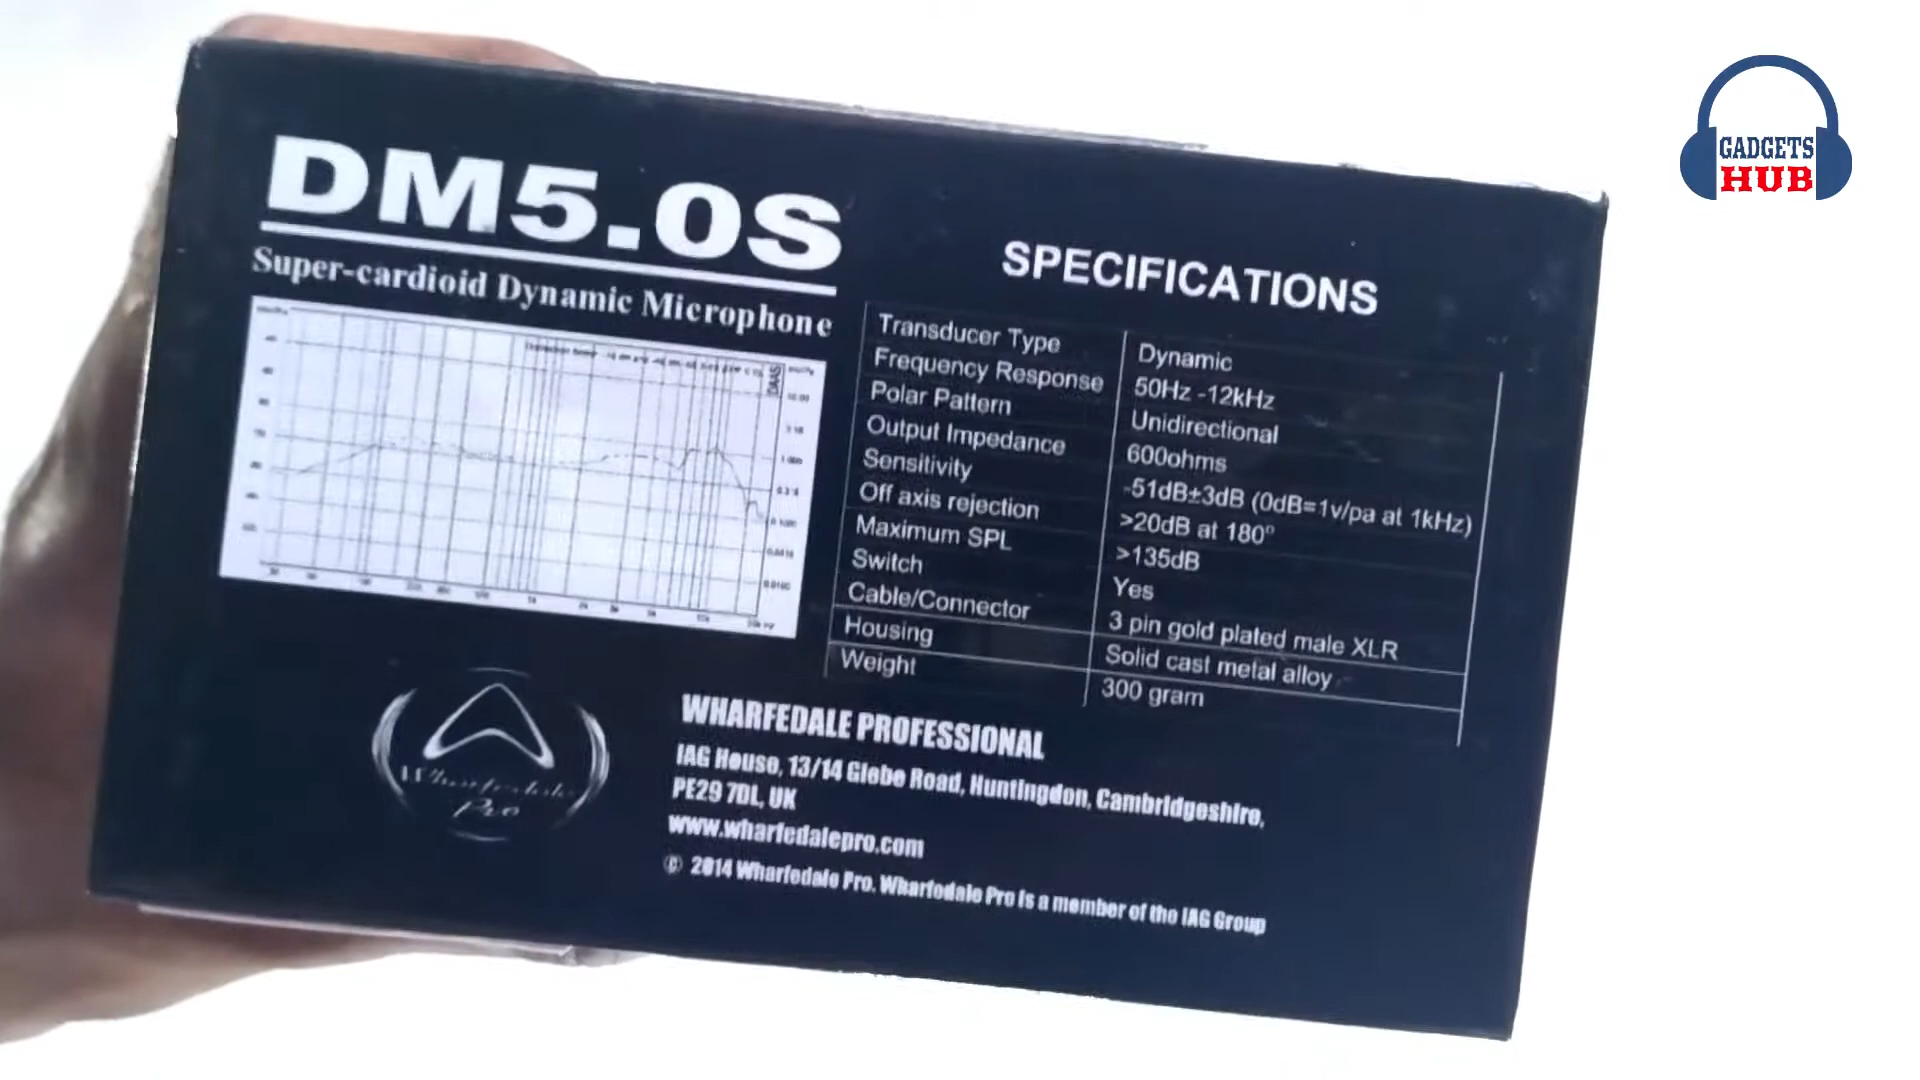 GADGETS
HUB
DM5.0S
Super-cardioid Dynamic Microphone
SPECIFICATIONS
Transducer Type Dynamic
Frequency Response 50Hz -12kHz
Polar Pattern Unidirectional
Output Impedance 600ohms
Sensitivity -51dB±3dB (0dB=1v/pa at 1kHz)
Off axis rejection >20dB at 180°
Maximum SPL >135dB
Switch Yes
Cable/Connector 3 pin gold plated male XLR
Housing Solid cast metal alloy
Weight 300 gram
DAAS
Wharfedale
Pro
WHARFEDALE PROFESSIONAL
IAG House, 13/14 Glebe Road, Huntingdon, Cambridgeshire,
PE29 7DL, UK
www.wharfedalepro.com
© 2014 Wharfedale Pro. Wharfedale Pro is a member of the IAG Group